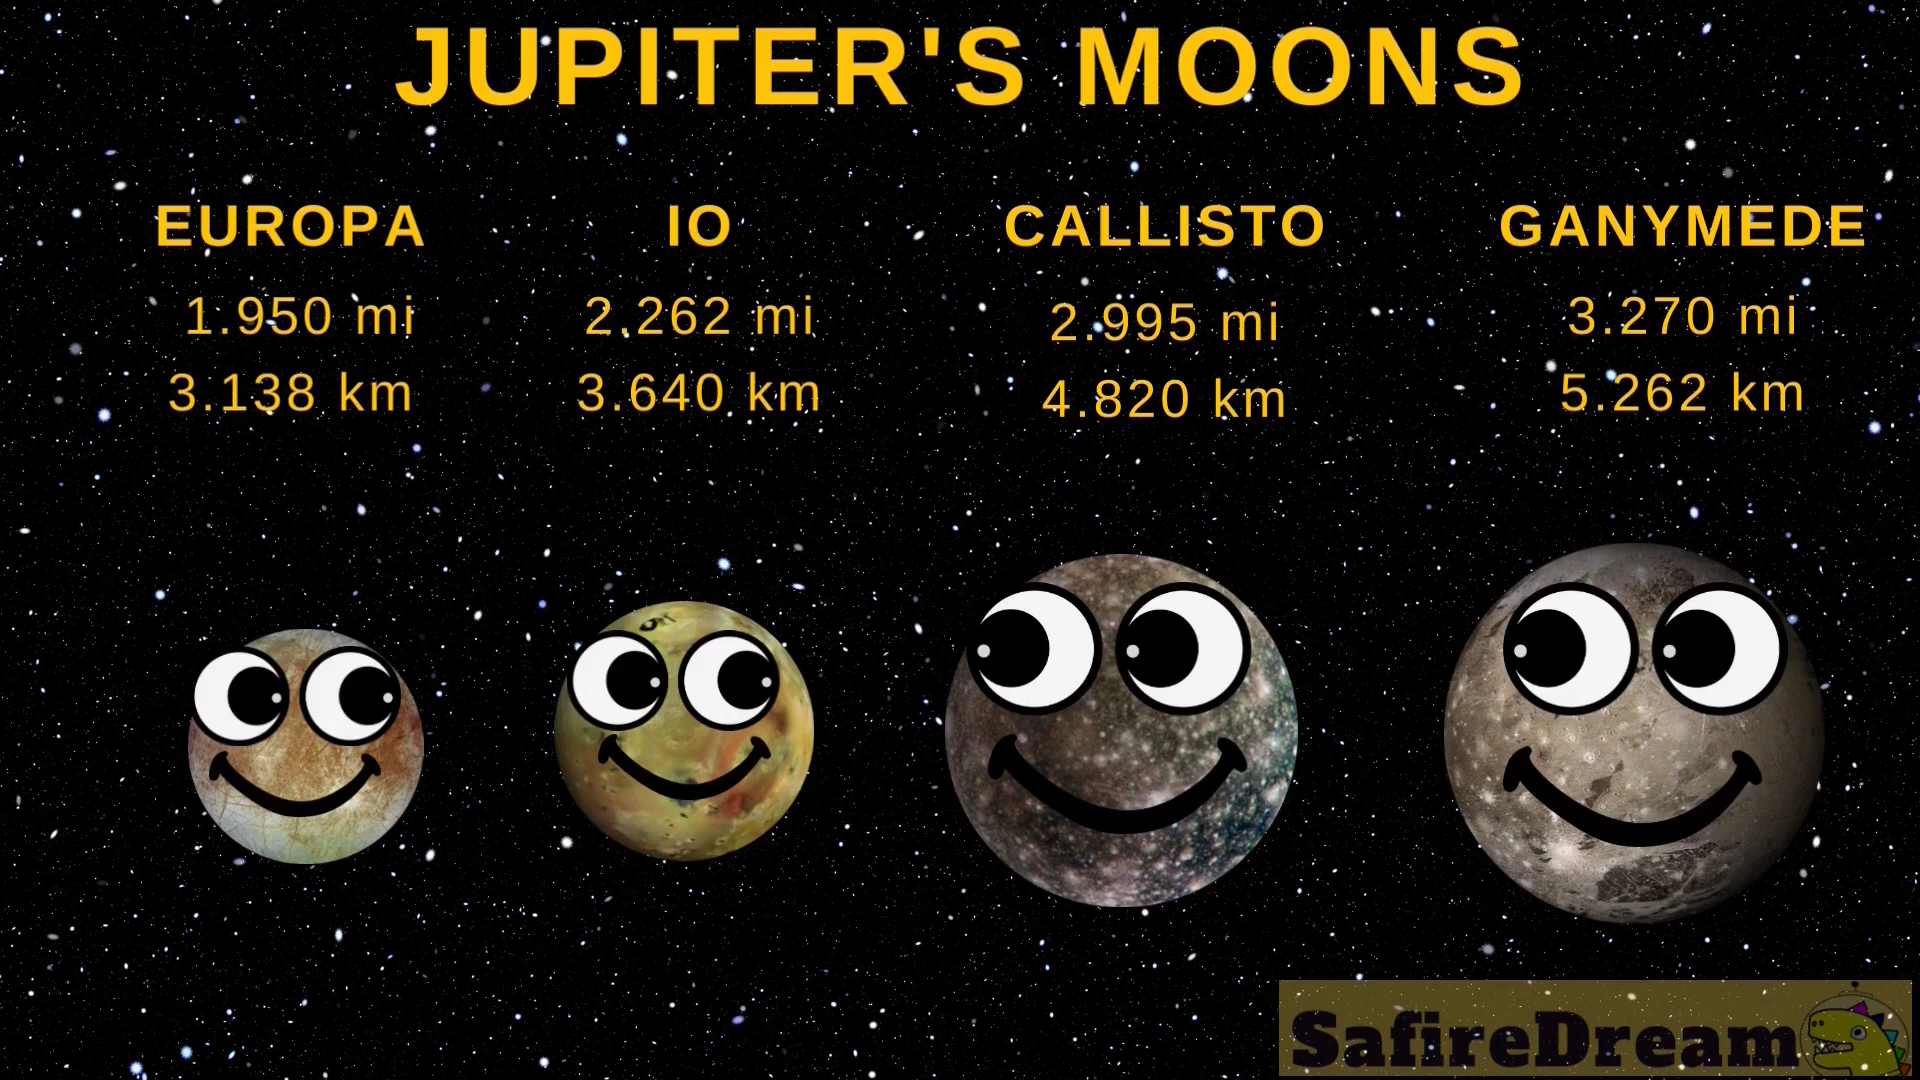 JUPITER'S MOONS
EUROPA
1.950 mi
3.138 km
IO
2.262 mi
3.640 km
CALLISTO
2.995 mi
4.820 km
GANYMEDE
3.270 mi
5.262 km
SafireDream